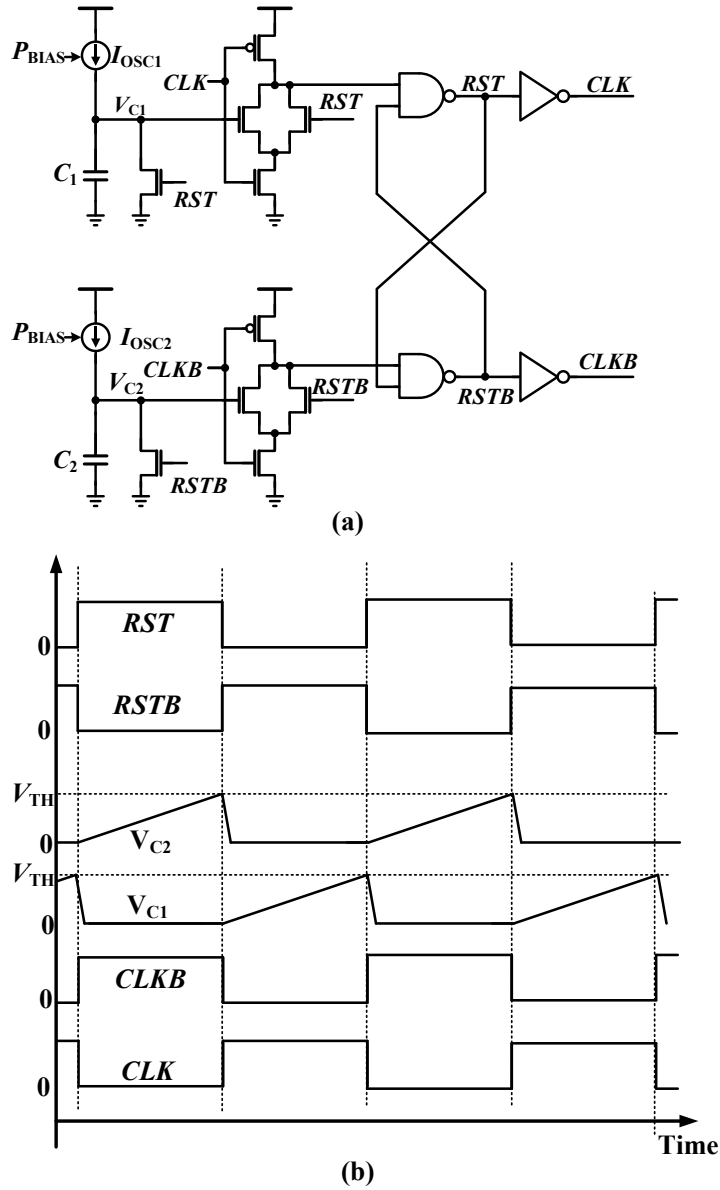 PBIAS IOSC1
CLK
RST
VC1
RST CLK
C1
RST
PBIAS IOSC2
CLKB
RSTB
VC2
RSTB CLKB
C2
RSTB
(a)
RST
0
RSTB
0
VTH
VC2
0
VTH
VC1
0
CLKB
0
CLK
0
Time
(b)